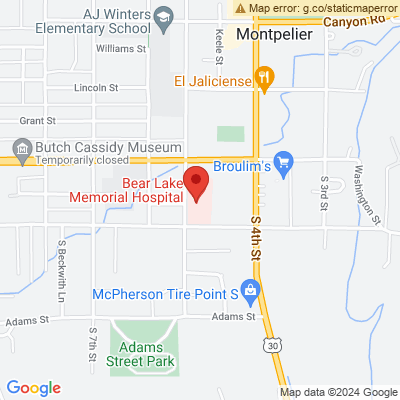 Map error: g.co/staticmaperror
AJ Winters
Elementary School
Canyon Rd
Montpelier
Keele St
Williams St
El Jaliciense
Lincoln St
Grant St
Butch Cassidy Museum
Temporarily closed
Broulim's
Bear Lake
Memorial Hospital
S 3rd St
Washington St
S 4th St
S Beckwith Ln
McPherson Tire Point S
Adams St
Adams St
S 7th St
Adams
Street Park
30
Google
Map data ©2024 Google